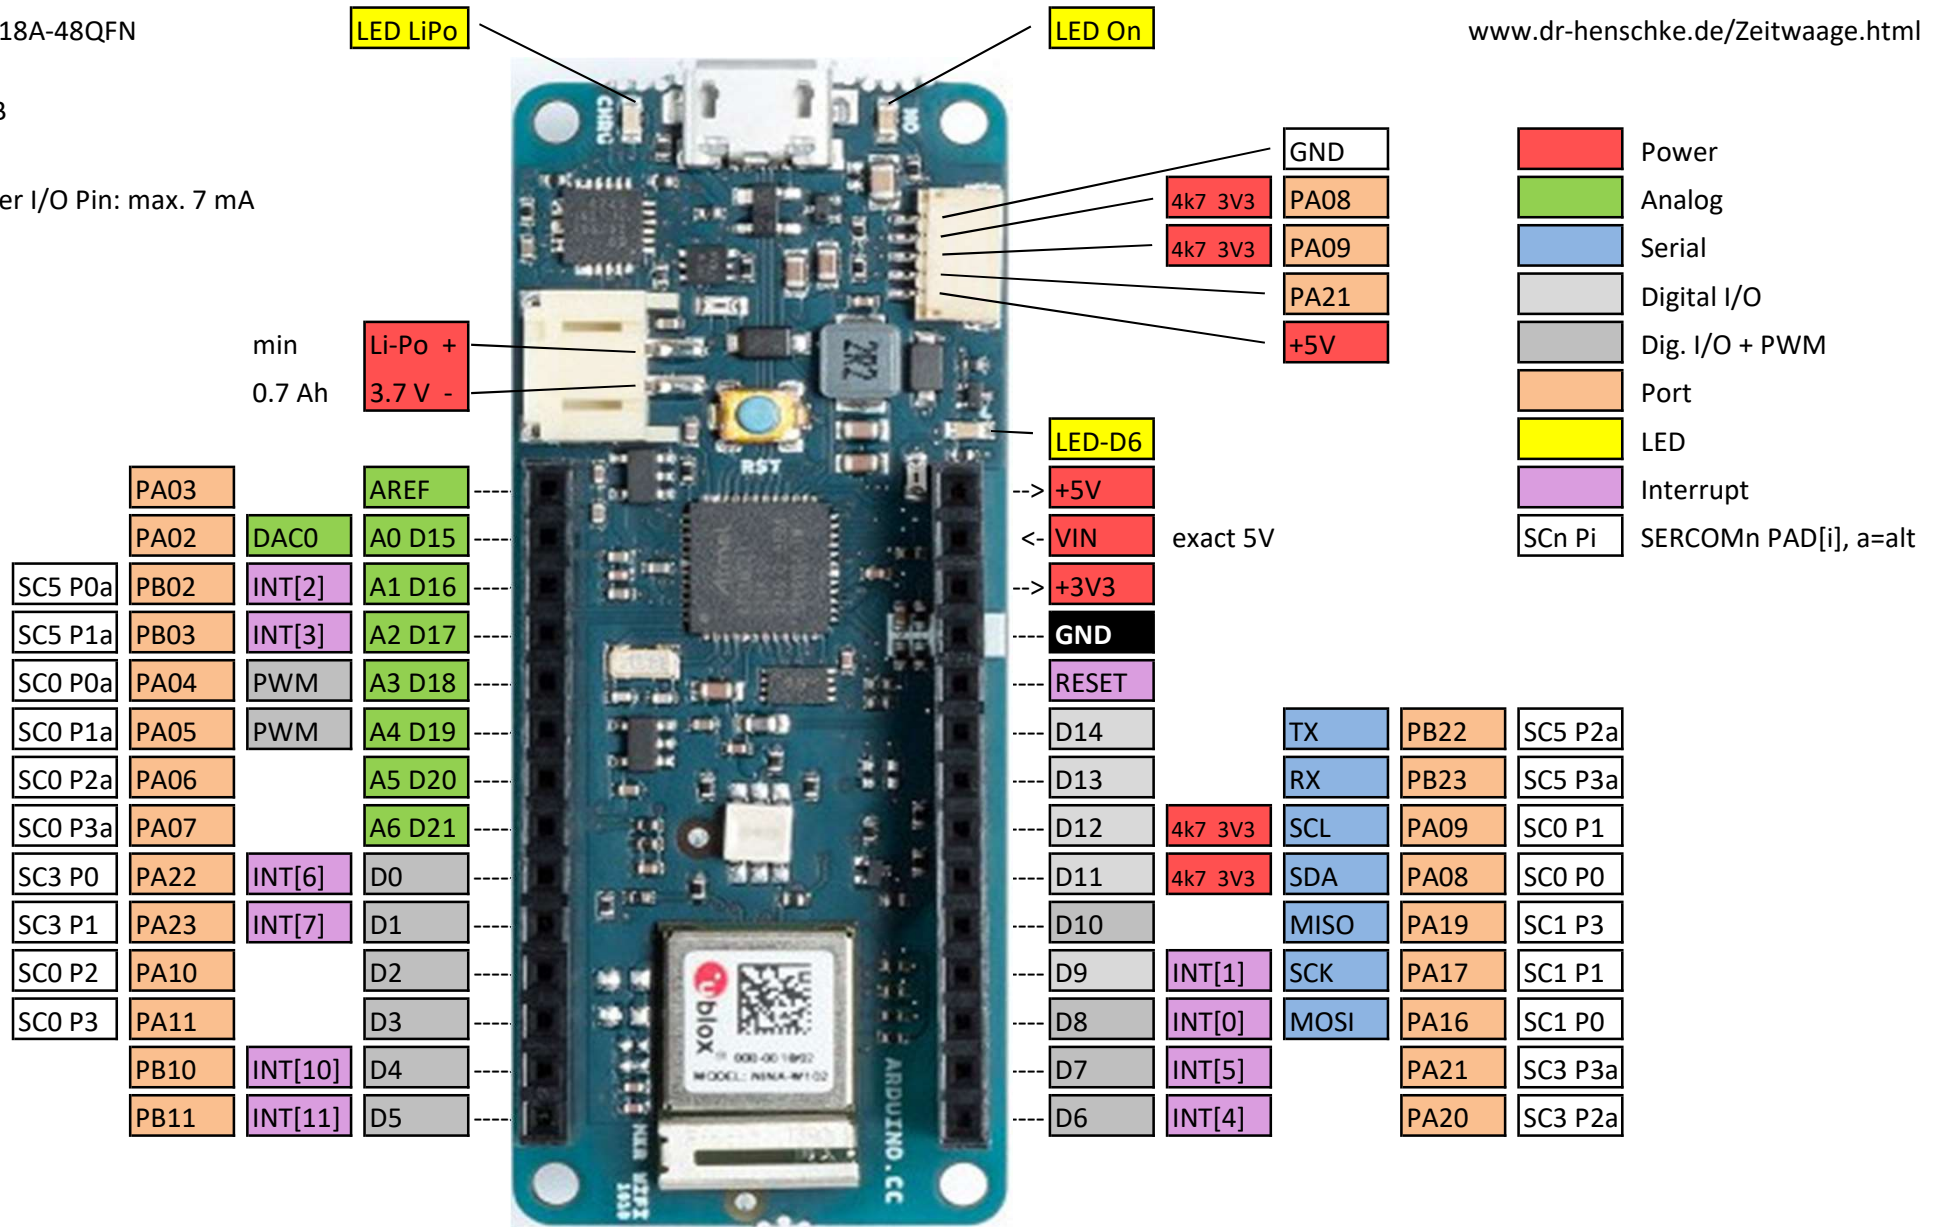 18A-48QFN LED LiPo LED On www.dr-henschke.de/Zeitwaage.html
GND Power
er I/O Pin: max. 7 mA 4k7 3V3 PA08 Analog
4k7 3V3 PA09 Serial
PA21 Digital I/O
min Li-Po + +5V Dig. I/O + PWM
0.7 Ah 3.7 V - Port
LED-D6 LED
PA03 AREF +5V Interrupt
PA02 DAC0 A0 D15 VIN exact 5V SCn Pi SERCOMn PAD[i], a=alt
SC5 P0a PB02 INT[2] A1 D16 +3V3
SC5 P1a PB03 INT[3] A2 D17 GND
SC0 P0a PA04 PWM A3 D18 RESET
SC0 P1a PA05 PWM A4 D19 D14 TX PB22 SC5 P2a
SC0 P2a PA06 A5 D20 D13 RX PB23 SC5 P3a
SC0 P3a PA07 A6 D21 D12 4k7 3V3 SCL PA09 SC0 P1
SC3 P0 PA22 INT[6] D0 D11 4k7 3V3 SDA PA08 SC0 P0
SC3 P1 PA23 INT[7] D1 D10 MISO PA19 SC1 P3
SC0 P2 PA10 D2 D9 INT[1] SCK PA17 SC1 P1
SC0 P3 PA11 D3 D8 INT[0] MOSI PA16 SC1 P0
PB10 INT[10] D4 D7 INT[5] PA21 SC3 P3a
PB11 INT[11] D5 D6 INT[4] PA20 SC3 P2a
CHRG
ON
2R2
RST
ublox
MODEL: NINA-W102
ARDUINO.CC
MKR WIFI
1010